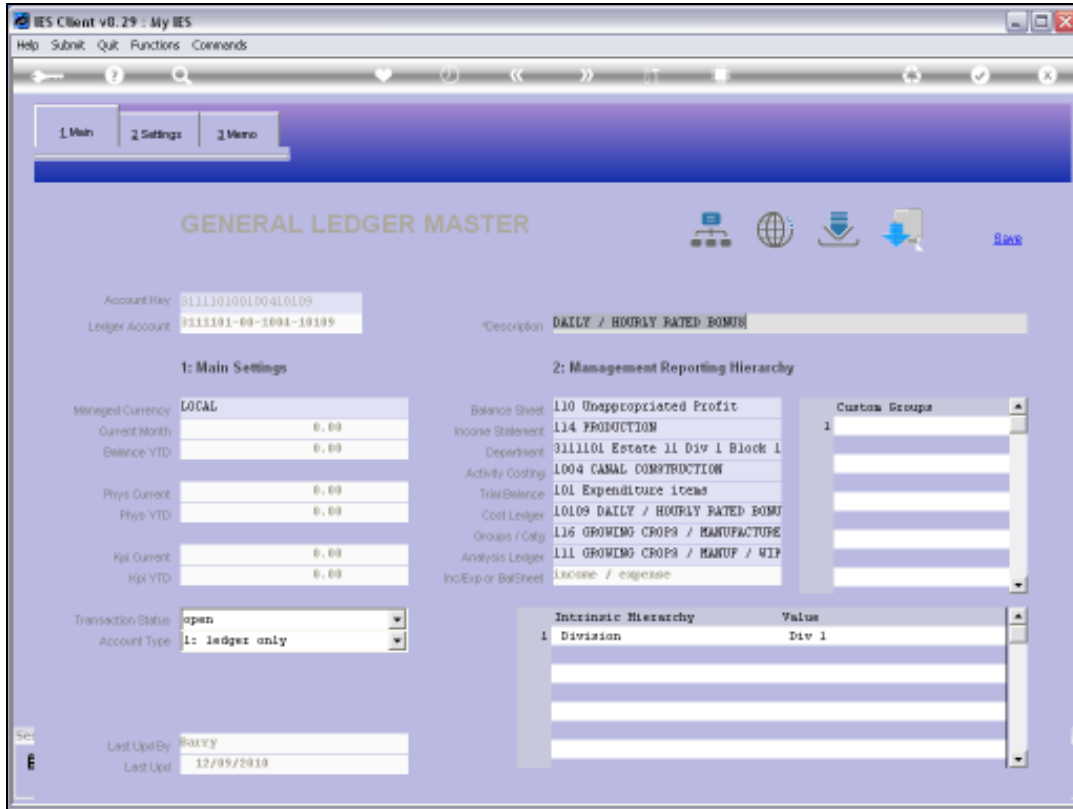 IES Client v8.29 : My IES
Help Submit Quit Functions Commands
1 Main
2 Settings
3 Memo
GENERAL LEDGER MASTER
Save
Account Key 311110100100410109
Ledger Account 3111101-00-1004-10109
*Description DAILY / HOURLY RATED BONUS
1: Main Settings
2: Management Reporting Hierarchy
Managed Currency LOCAL
Current Month 0.00
Balance YTD 0.00
Phys Current 0.00
Phys YTD 0.00
Kpi Current 0.00
Kpi YTD 0.00
Transaction Status open
Account Type 1: ledger only
Balance Sheet 110 Unappropriated Profit
Income Statement 114 PRODUCTION
Department 3111101 Estate 11 Div 1 Block 1
Activity Costing 1004 CANAL CONSTRUCTION
Trial Balance 101 Expenditure items
Cost Ledger 10109 DAILY / HOURLY RATED BONU
Groups / Catg 116 GROWING CROPS / MANUFACTURE
Analysis Ledger 111 GROWING CROPS / MANUF / WIP
Inc/Exp or BalSheet income / expense
Custom Groups
1
Intrinsic Hierarchy Value
1 Division Div 1
Last Upd By Barry
Last Upd 12/09/2010